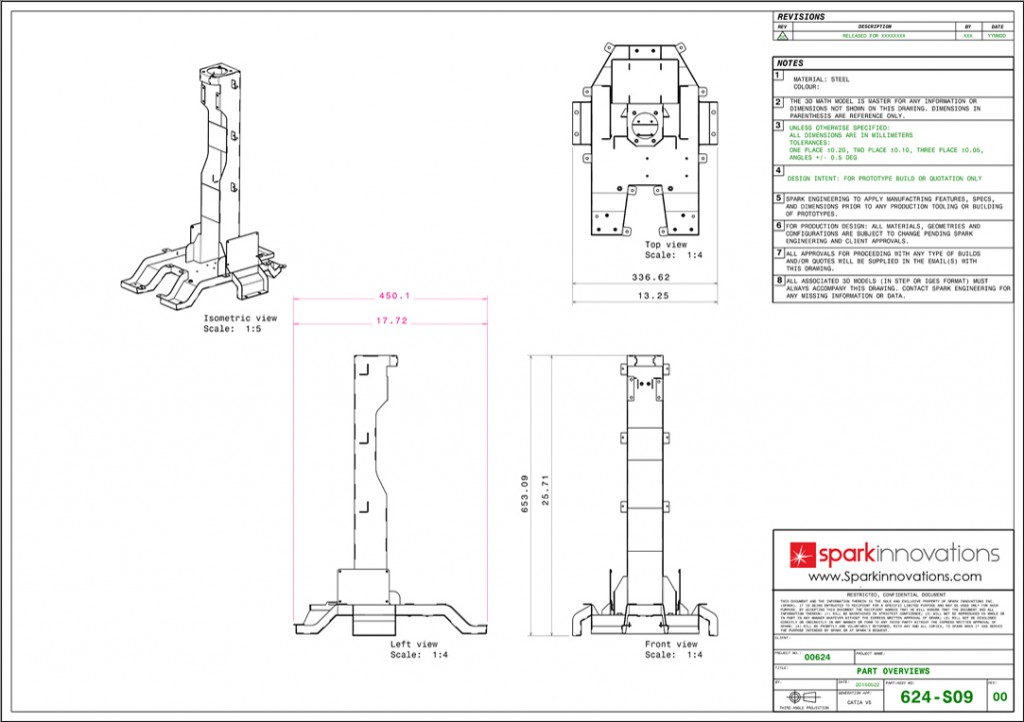 REVISIONS
REV DESCRIPTION BY DATE
RELEASED FOR XXXXXXXX XXX YYMMDD
NOTES
1 MATERIAL: STEEL
COLOUR:
2 THE 3D MATH MODEL IS MASTER FOR ANY INFORMATION OR
DIMENSIONS NOT SHOWN ON THIS DRAWING. DIMENSIONS IN
PARENTHESIS ARE REFERENCE ONLY.
3 UNLESS OTHERWISE SPECIFIED:
ALL DIMENSIONS ARE IN MILLIMETERS
TOLERANCES:
ONE PLACE ±0.20, TWO PLACE ±0.10, THREE PLACE ±0.05,
ANGLES +/- 0.5 DEG
4 DESIGN INTENT: FOR PROTOTYPE BUILD OR QUOTATION ONLY
5 SPARK ENGINEERING TO APPLY MANUFACTRING FEATURES, SPECS,
AND DIMENSIONS PRIOR TO ANY PRODUCTION TOOLING OR BUILDING
OF PROTOTYPES.
6 FOR PRODUCTION DESIGN: ALL MATERIALS, GEOMETRIES AND
CONFIGURATIONS ARE SUBJECT TO CHANGE PENDING SPARK
ENGINEERING AND CLIENT APPROVALS.
7 ALL APPROVALS FOR PROCEEDING WITH ANY TYPE OF BUILDS
AND/OR QUOTES WILL BE SUPPLIED IN THE EMAIL(S) WITH
THIS DRAWING.
8 ALL ASSOCIATED 3D MODELS (IN STEP OR IGES FORMAT) MUST
ALWAYS ACCOMPANY THIS DRAWING. CONTACT SPARK ENGINEERING FOR
ANY MISSING INFORMATION OR DATA.
Isometric view
Scale: 1:5
Top view
Scale: 1:4
336.62
13.25
450.1
17.72
653.09
25.71
Left view
Scale: 1:4
Front view
Scale: 1:4
sparkinnovations
www.Sparkinnovations.com
RESTRICTED, CONFIDENTIAL DOCUMENT
CLIENT:
PROJECT NO.: 00624 PROJECT NAME:
TITLE: PART OVERVIEWS
BY: DATE: PART/ASSY NO: REV:
THIRD ANGLE PROJECTION
GENERATION APP:
CATIA V5
624-S09
00